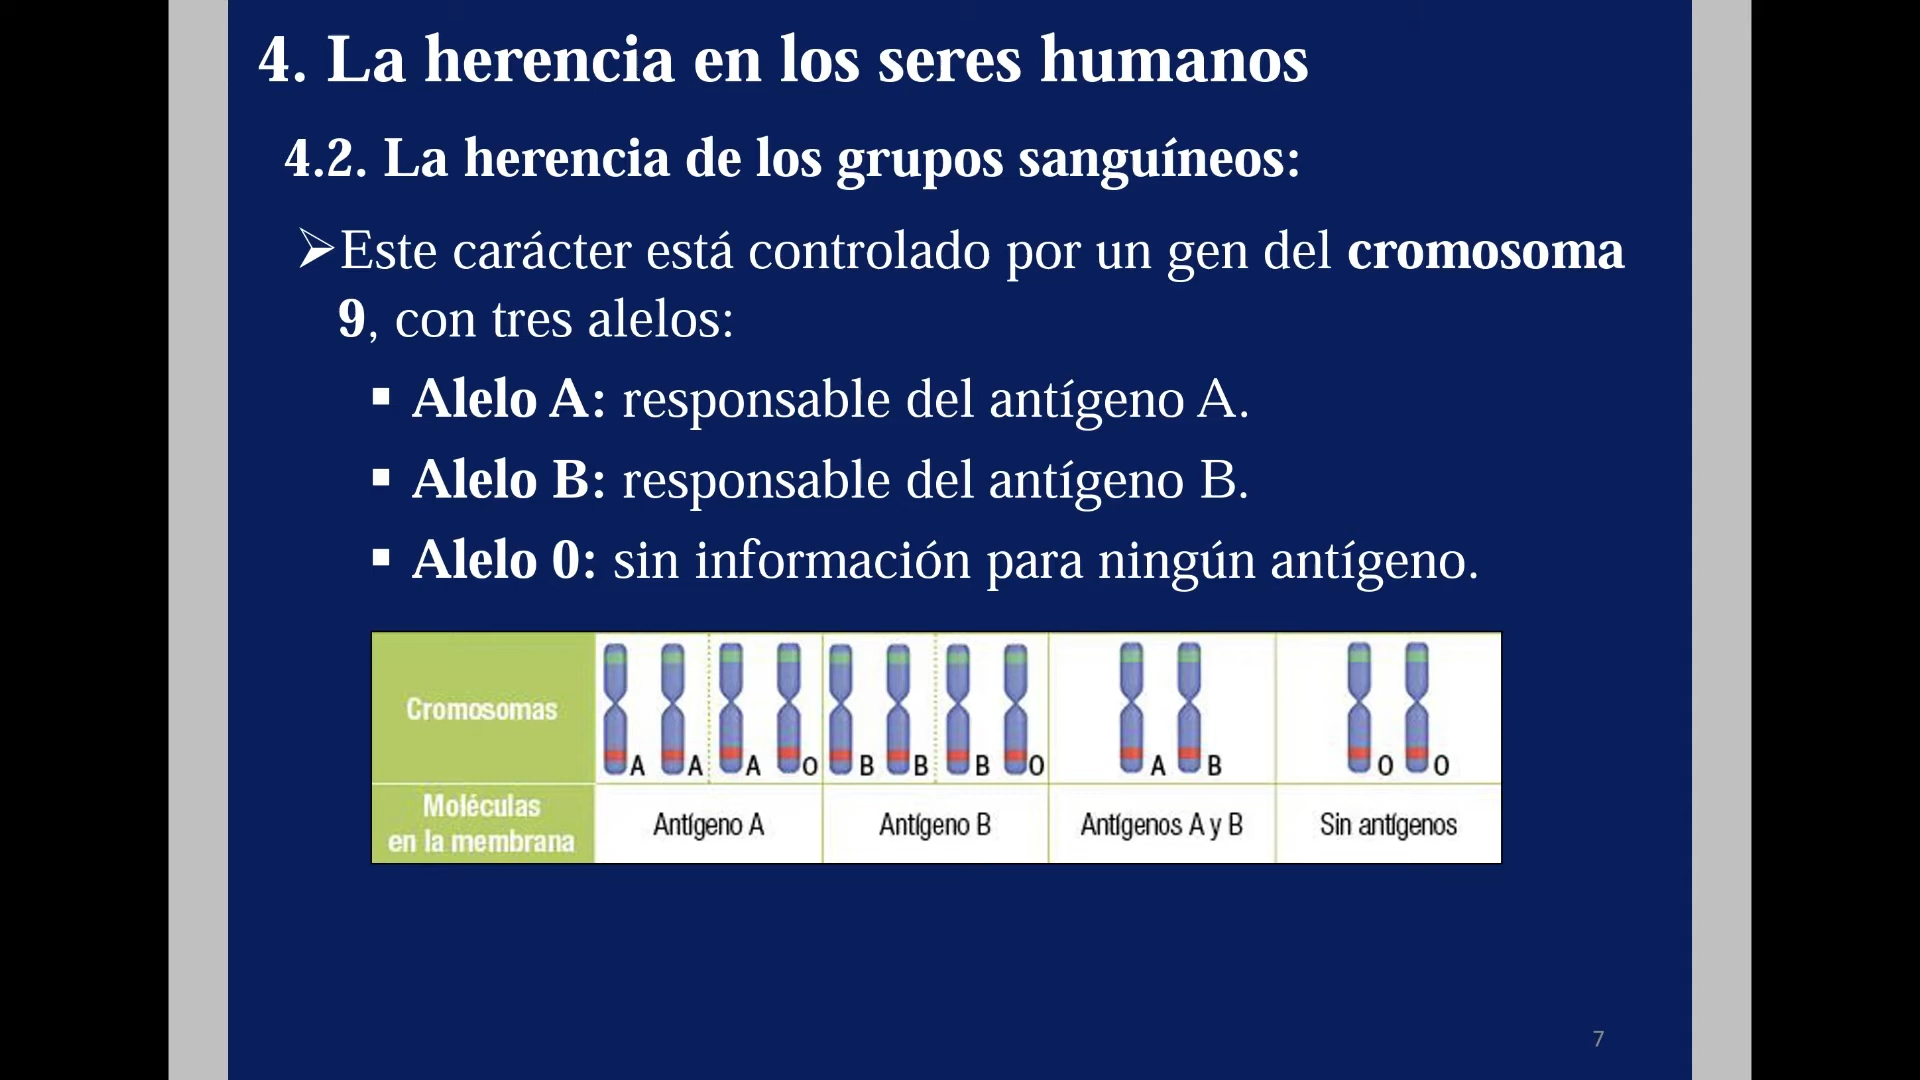 4. La herencia en los seres humanos
4.2. La herencia de los grupos sanguíneos:
➢Este carácter está controlado por un gen del cromosoma
9, con tres alelos:
▪ Alelo A: responsable del antígeno A.
▪ Alelo B: responsable del antígeno B.
▪ Alelo 0: sin información para ningún antígeno.
Cromosomas
A A A O B B B O A B O O
Moléculas
en la membrana
Antígeno A Antígeno B Antígenos A y B Sin antígenos
7